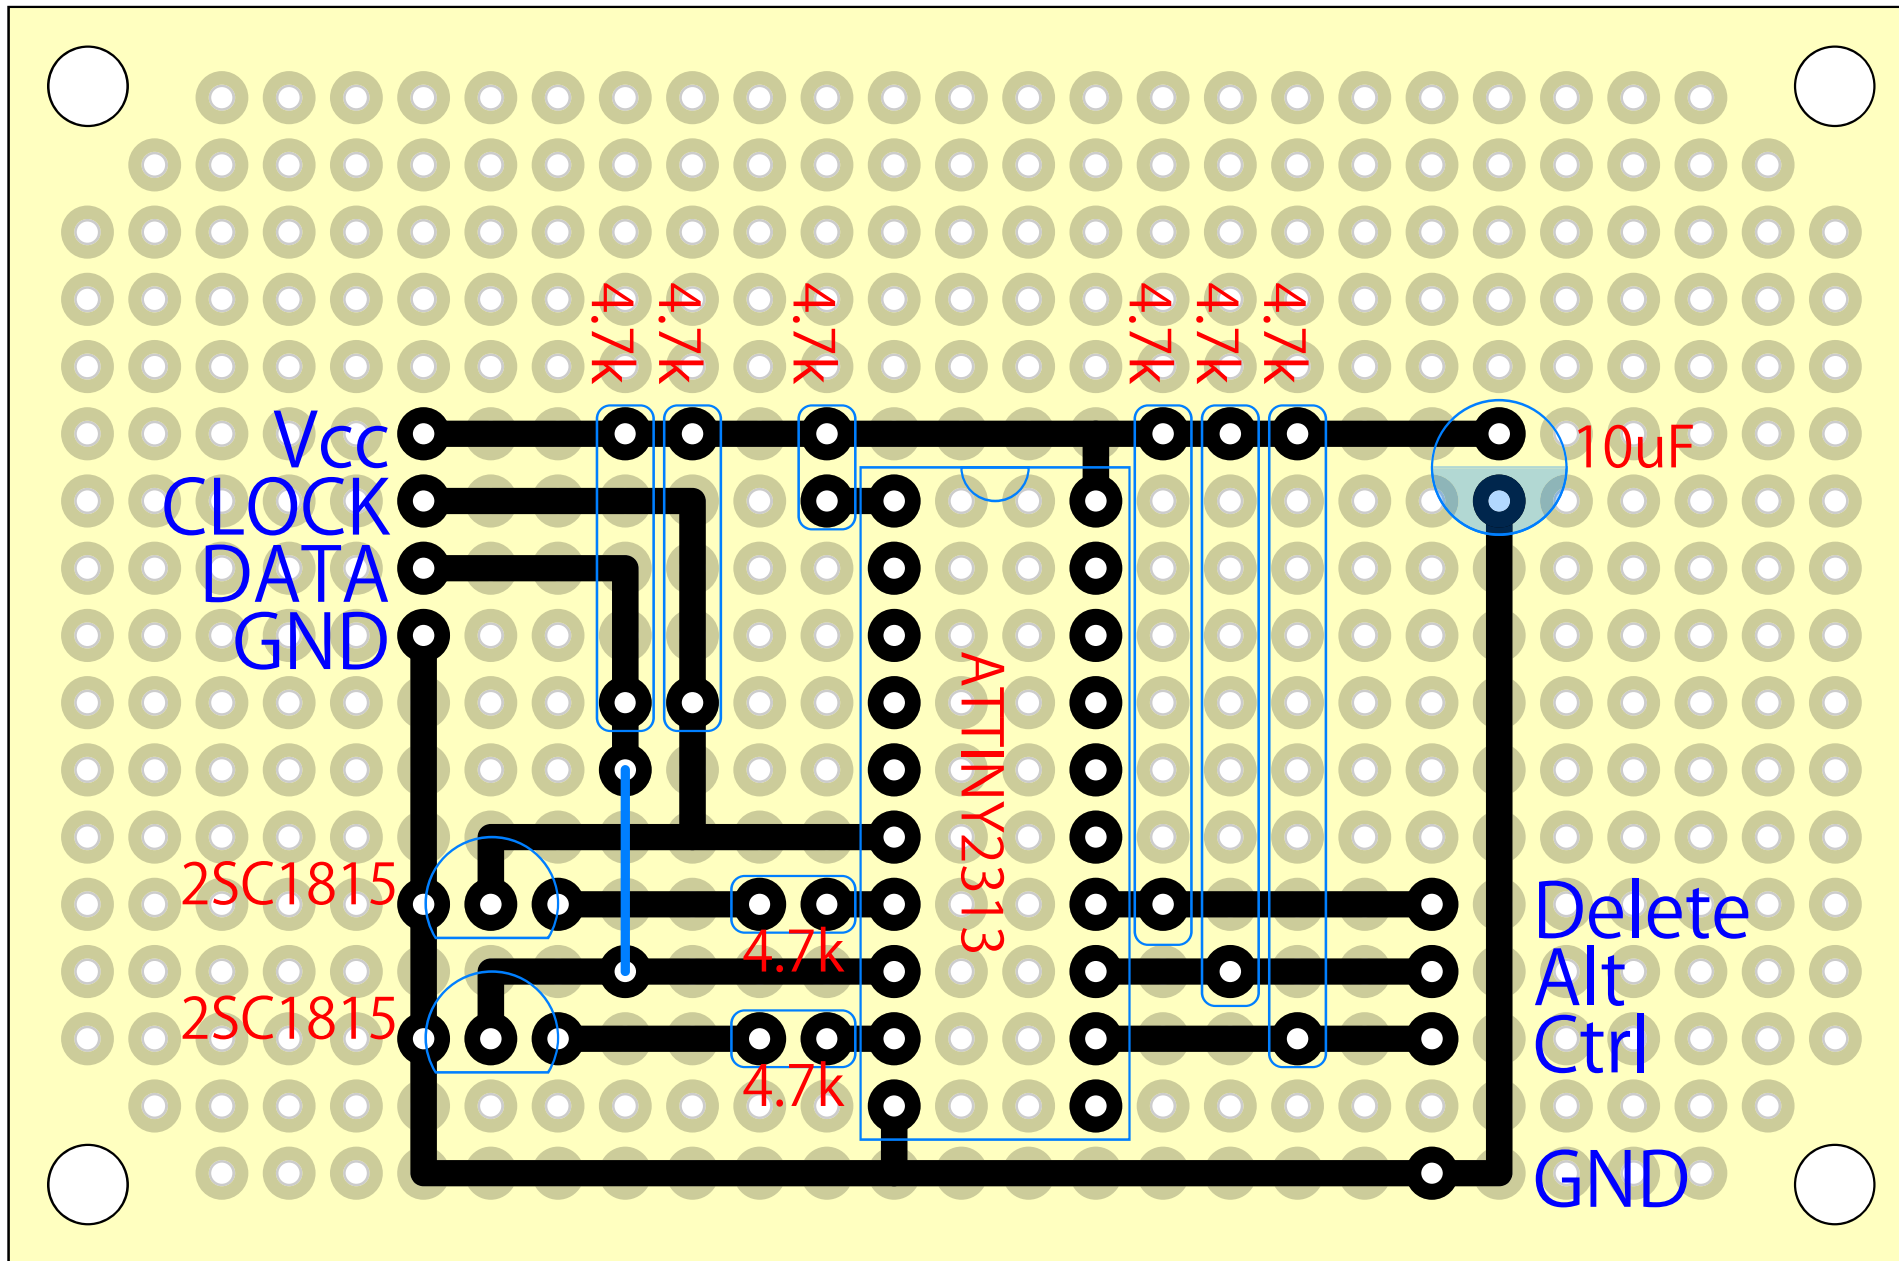 4.7k
4.7k
4.7k
4.7k
4.7k
4.7k
Vcc
10uF
CLOCK
DATA
GND
ATTINY2313
2SC1815
Delete
4.7k
Alt
2SC1815
Ctrl
4.7k
GND